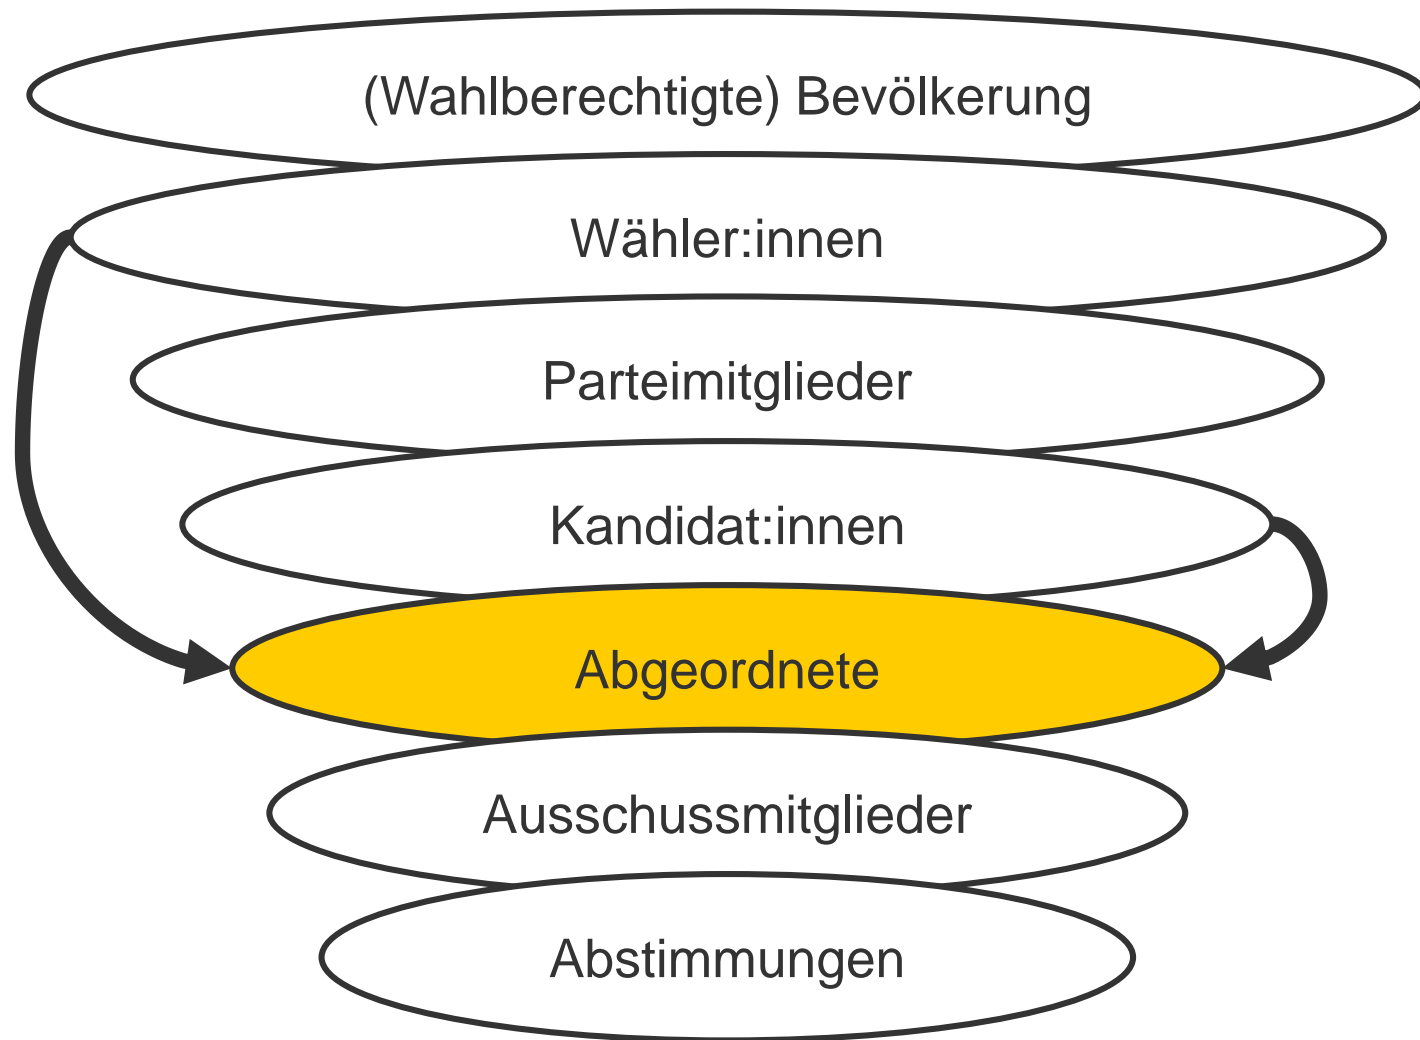 (Wahlberechtigte) Bevölkerung
Wähler:innen
Parteimitglieder
Kandidat:innen
Abgeordnete
Ausschussmitglieder
Abstimmungen